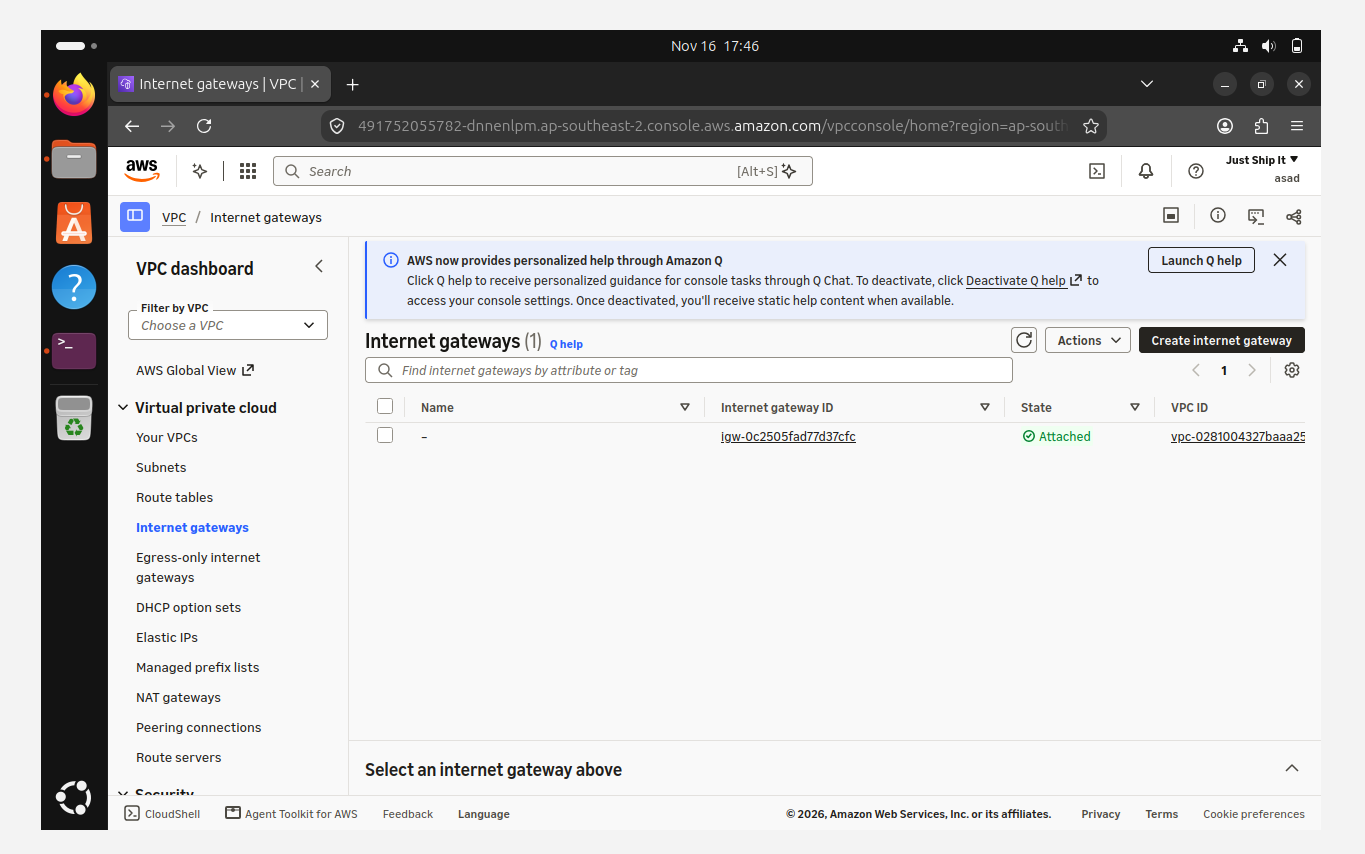 Nov 16 17:46
Internet gateways | VPC |
491752055782-dnnenlpm.ap-southeast-2.console.aws.amazon.com/vpcconsole/home?region=ap-south
aws
Search
[Alt+S]
Just Ship It
asad
VPC / Internet gateways
VPC dashboard
Filter by VPC
Choose a VPC
AWS Global View
Virtual private cloud
Your VPCs
Subnets
Route tables
Internet gateways
Egress-only internet
gateways
DHCP option sets
Elastic IPs
Managed prefix lists
NAT gateways
Peering connections
Route servers
Security
AWS now provides personalized help through Amazon Q
Click Q help to receive personalized guidance for console tasks through Q Chat. To deactivate, click Deactivate Q help to
access your console settings. Once deactivated, you'll receive static help content when available.
Launch Q help
Internet gateways (1) Q help
Actions
Create internet gateway
Find internet gateways by attribute or tag
1
Name Internet gateway ID State VPC ID
– igw-0c2505fad77d37cfc Attached vpc-0281004327baaa25
Select an internet gateway above
CloudShell Agent Toolkit for AWS Feedback Language © 2026, Amazon Web Services, Inc. or its affiliates. Privacy Terms Cookie preferences